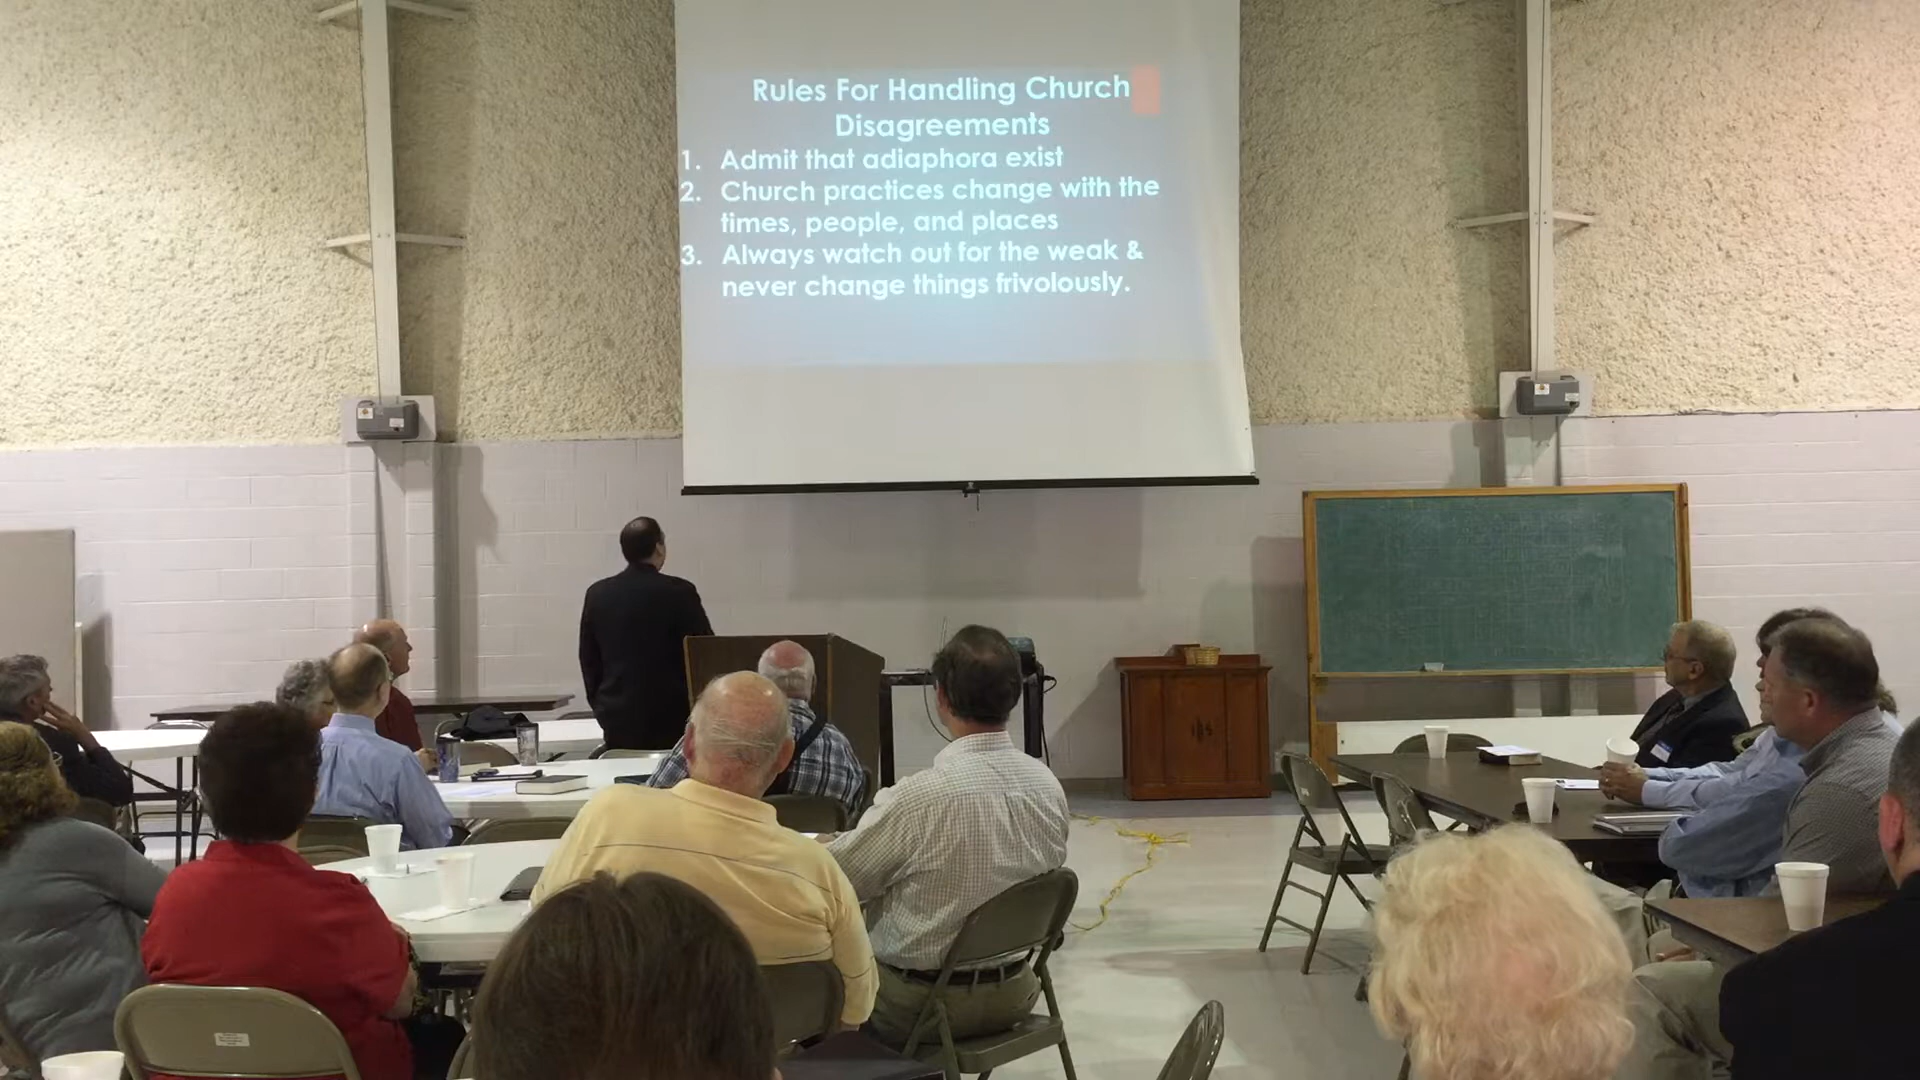 Rules For Handling Church
Disagreements
1. Admit that adiaphora exist
2. Church practices change with the
times, people, and places
3. Always watch out for the weak &
never change things frivolously.
IHS